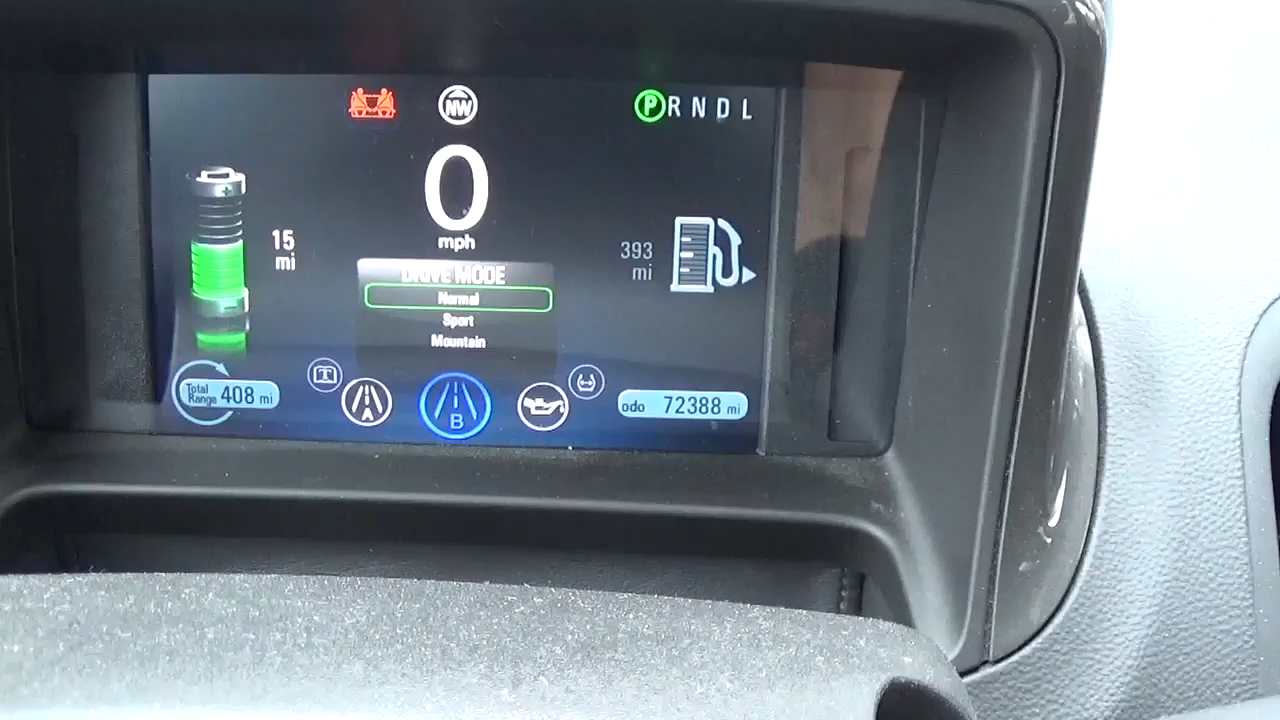 NW
P R N D L
0
mph
15
mi
393
mi
DRIVE MODE
Normal
Sport
Mountain
Total
Range 408 mi
A
B
odo 72388 mi